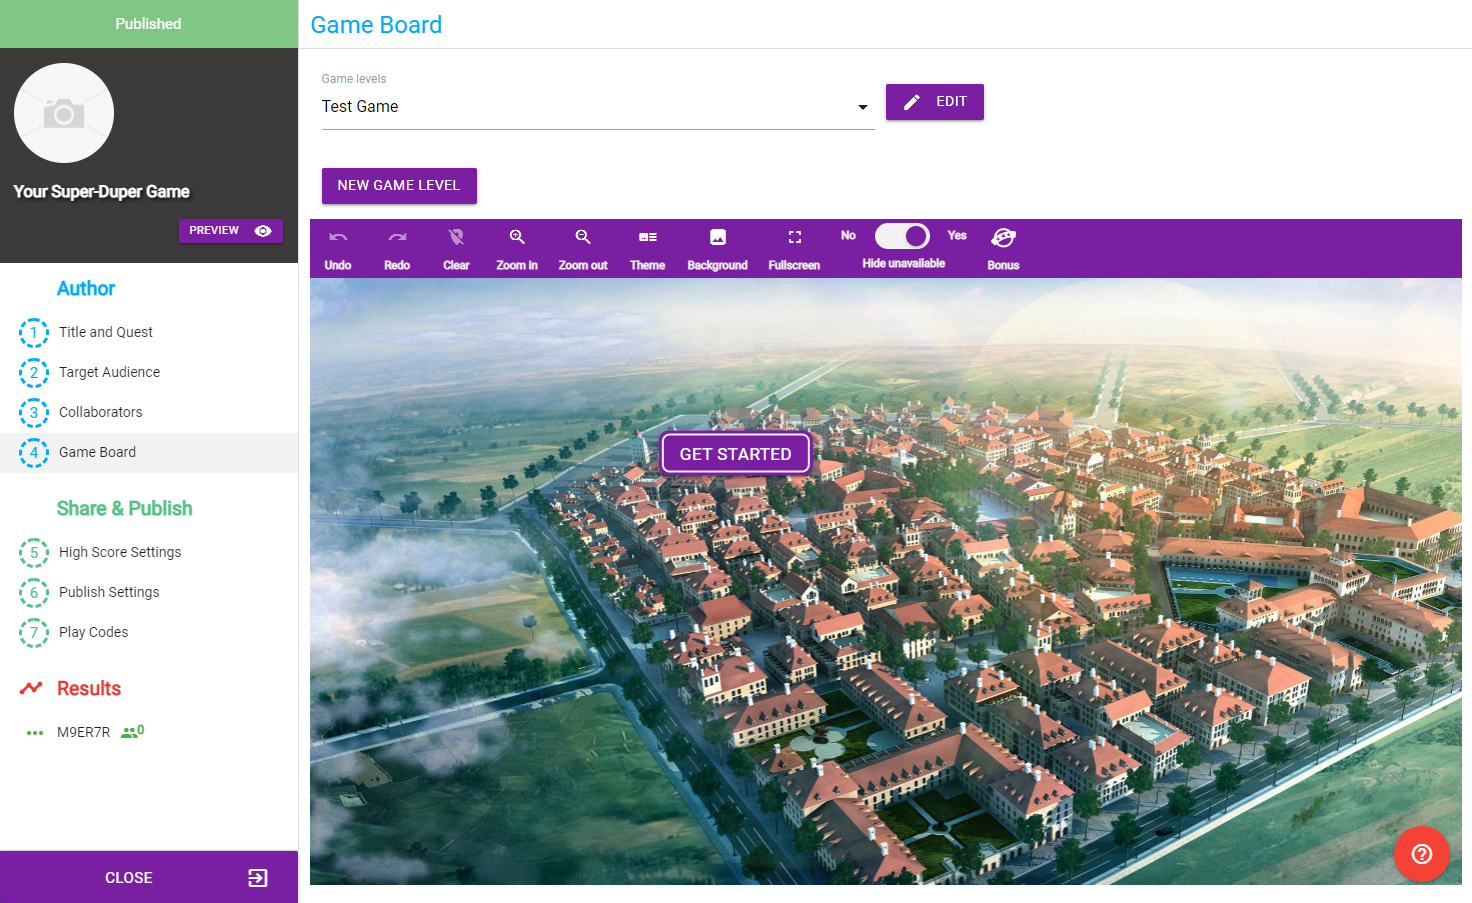 Published
Your Super-Duper Game
PREVIEW
Author
1 Title and Quest
2 Target Audience
3 Collaborators
4 Game Board
Share & Publish
5 High Score Settings
6 Publish Settings
7 Play Codes
Results
M9ER7R 0
CLOSE
Game Board
Game levels
Test Game
EDIT
NEW GAME LEVEL
Undo Redo Clear Zoom in Zoom out Theme Background Fullscreen No Yes Hide unavailable Bonus
GET STARTED